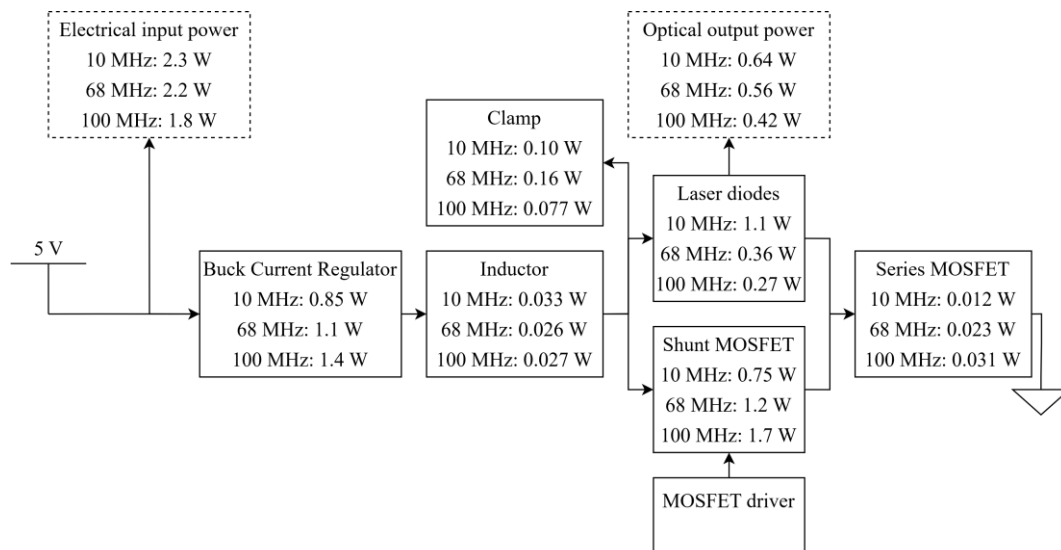 Electrical input power
10 MHz: 2.3 W
68 MHz: 2.2 W
100 MHz: 1.8 W
Optical output power
10 MHz: 0.64 W
68 MHz: 0.56 W
100 MHz: 0.42 W
Clamp
10 MHz: 0.10 W
68 MHz: 0.16 W
100 MHz: 0.077 W
Laser diodes
10 MHz: 1.1 W
68 MHz: 0.36 W
100 MHz: 0.27 W
5 V
Buck Current Regulator
10 MHz: 0.85 W
68 MHz: 1.1 W
100 MHz: 1.4 W
Inductor
10 MHz: 0.033 W
68 MHz: 0.026 W
100 MHz: 0.027 W
Series MOSFET
10 MHz: 0.012 W
68 MHz: 0.023 W
100 MHz: 0.031 W
Shunt MOSFET
10 MHz: 0.75 W
68 MHz: 1.2 W
100 MHz: 1.7 W
MOSFET driver